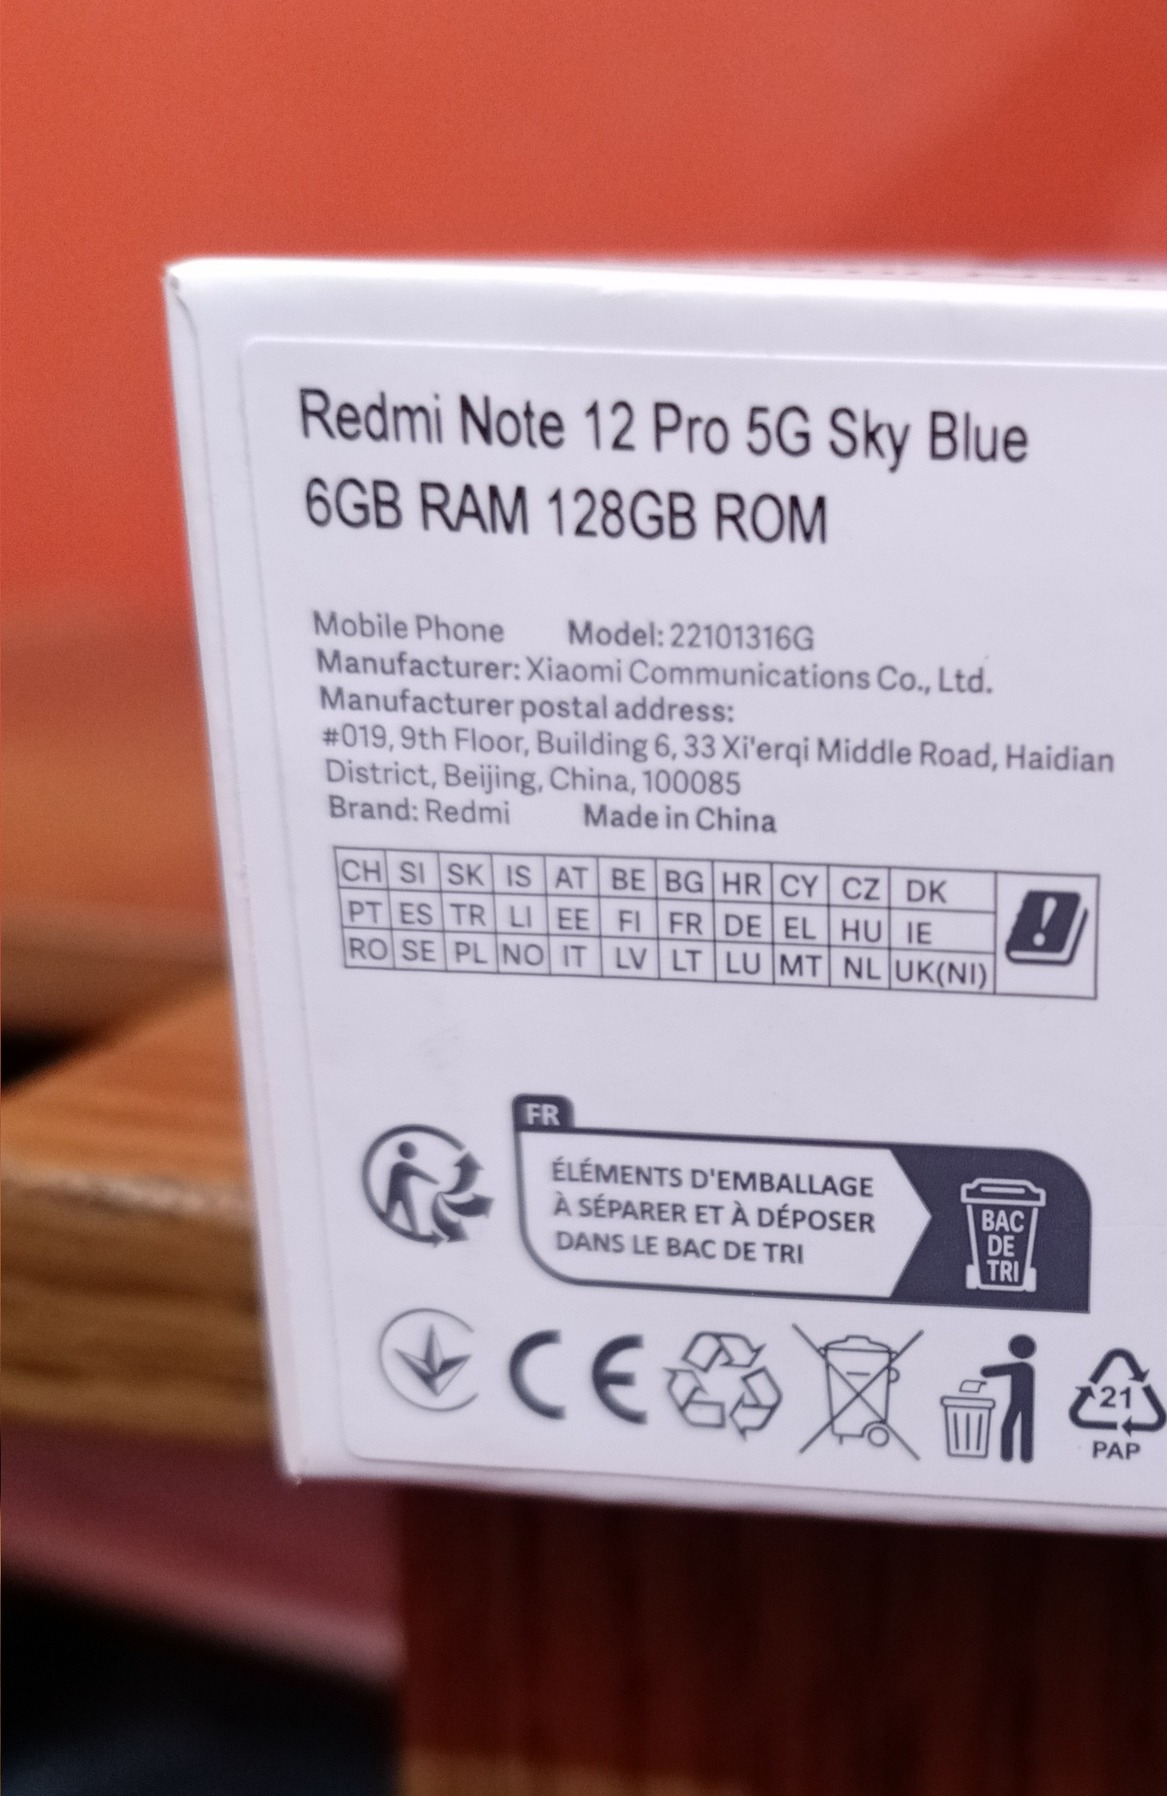 Redmi Note 12 Pro 5G Sky Blue
6GB RAM 128GB ROM
Mobile Phone Model: 22101316G
Manufacturer: Xiaomi Communications Co., Ltd.
Manufacturer postal address:
#019, 9th Floor, Building 6, 33 Xi'erqi Middle Road, Haidian
District, Beijing, China, 100085
Brand: Redmi Made in China
CH SI SK IS AT BE BG HR CY CZ DK
PT ES TR LI EE FI FR DE EL HU IE
RO SE PL NO IT LV LT LU MT NL UK(NI)
FR
ÉLÉMENTS D'EMBALLAGE
À SÉPARER ET À DÉPOSER
DANS LE BAC DE TRI
BAC
DE
TRI
CE
21
PAP